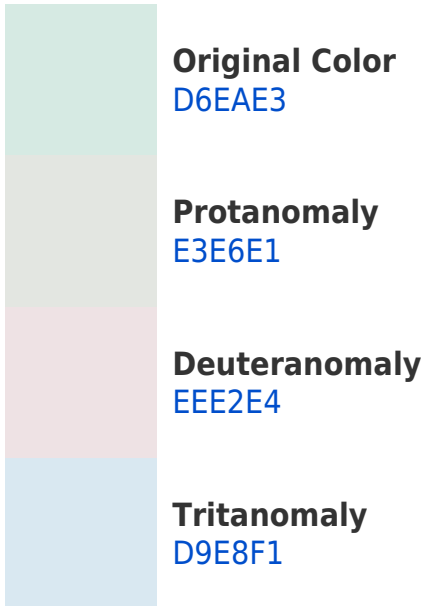 Original Color
D6EAE3
Protanomaly
E3E6E1
Deuteranomaly
EEE2E4
Tritanomaly
D9E8F1